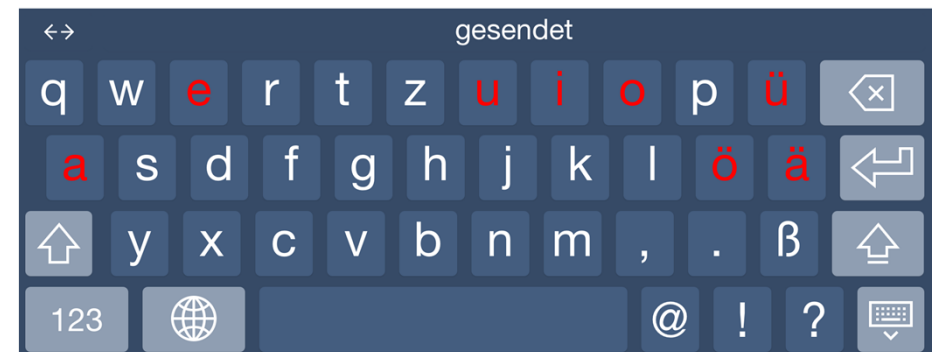 gesendet
q w e r t z u i o p ü
a s d f g h j k l ö ä
y x c v b n m , . ß
123 @ ! ?